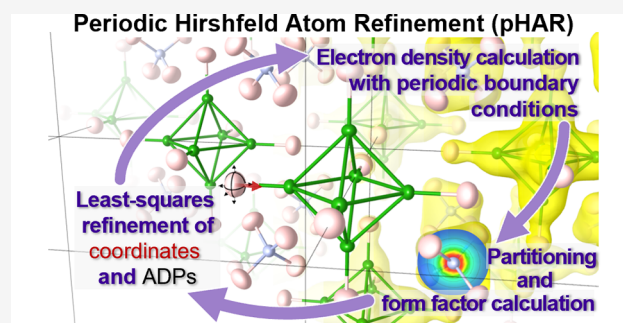 Periodic Hirshfeld Atom Refinement (pHAR)
Electron density calculation
with periodic boundary
conditions
Least-squares
refinement of
coordinates
and ADPs
Partitioning
and
form factor calculation